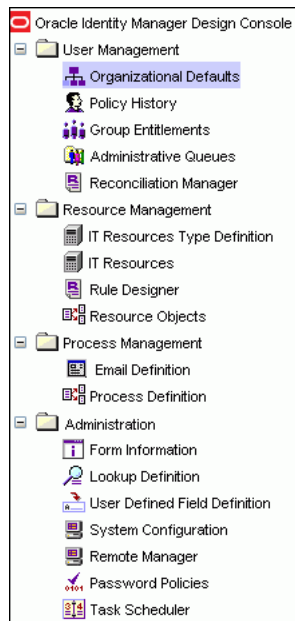 Oracle Identity Manager Design Console
User Management
Organizational Defaults
Policy History
Group Entitlements
Administrative Queues
Reconciliation Manager
Resource Management
IT Resources Type Definition
IT Resources
Rule Designer
Resource Objects
Process Management
Email Definition
Process Definition
Administration
Form Information
Lookup Definition
User Defined Field Definition
System Configuration
Remote Manager
Password Policies
Task Scheduler